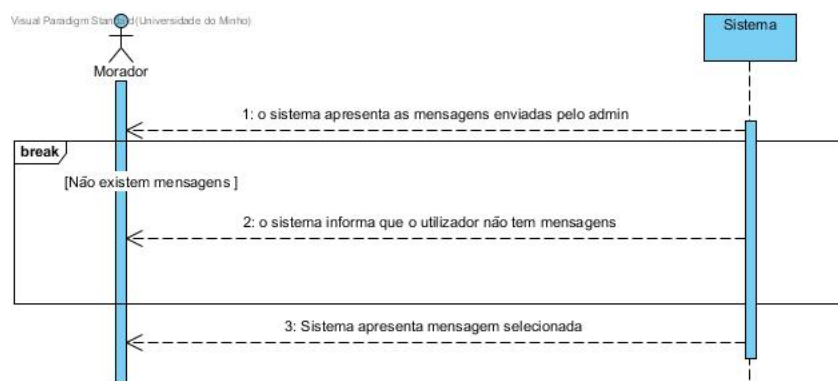 Visual Paradigm Standard(Universidade do Minho)
Sistema
Morador
1: o sistema apresenta as mensagens enviadas pelo admin
break
[Não existem mensagens ]
2: o sistema informa que o utilizador não tem mensagens
3: Sistema apresenta mensagem selecionada